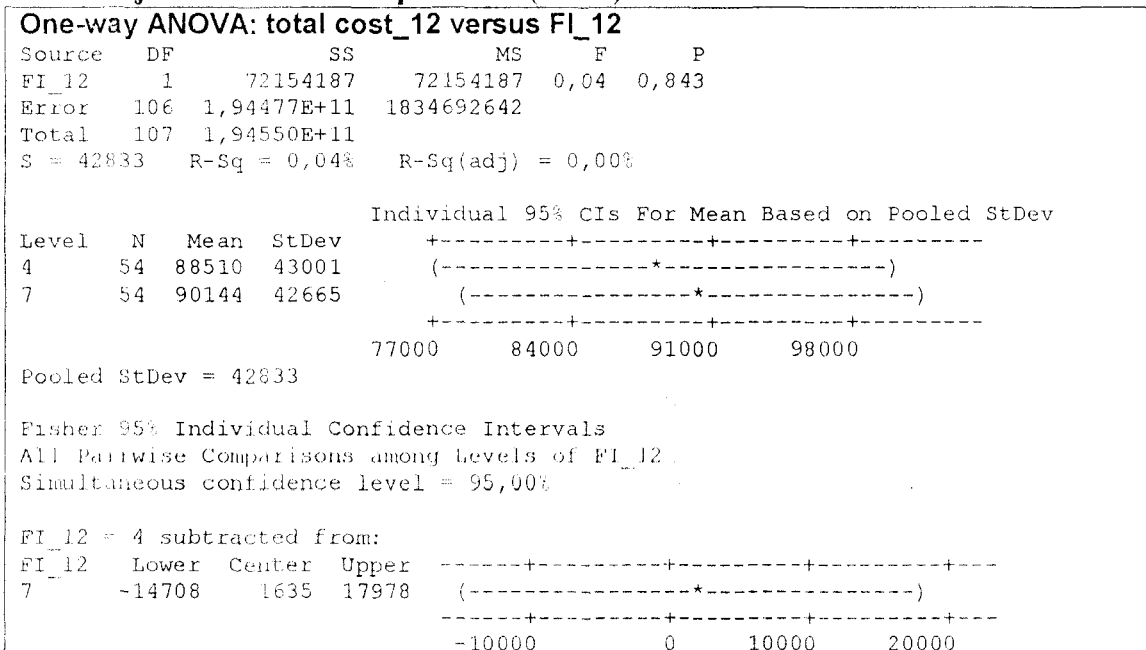 One-way ANOVA: total cost_12 versus FI_12
Source DF SS MS F P
FI_12 1 72154187 72154187 0,04 0,843
Error 106 1,94477E+11 1834692642
Total 107 1,94550E+11
S = 42833 R-Sq = 0,04% R-Sq(adj) = 0,00%
Individual 95% CIs For Mean Based on Pooled StDev
Level N Mean StDev +---------+---------+---------+---------
4 54 88510 43001 (---------------*----------------)
7 54 90144 42665 (----------------*---------------)
+---------+---------+---------+---------
77000 84000 91000 98000
Pooled StDev = 42833
Fisher 95% Individual Confidence Intervals
All Pairwise Comparisons among Levels of FI_12
Simultaneous confidence level = 95,00%
FI_12 = 4 subtracted from:
FI_12 Lower Center Upper ------+---------+---------+---------+---
7 -14708 1635 17978 (----------------*---------------)
------+---------+---------+---------+---
-10000 0 10000 20000